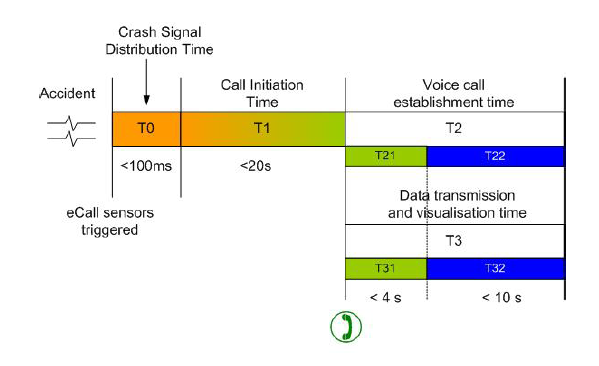 Crash Signal
Distribution Time
Accident
Call Initiation
Time
Voice call
establishment time
T0
T1
T2
T21
T22
<100ms
<20s
eCall sensors
triggered
Data transmission
and visualisation time
T3
T31
T32
< 4 s
< 10 s